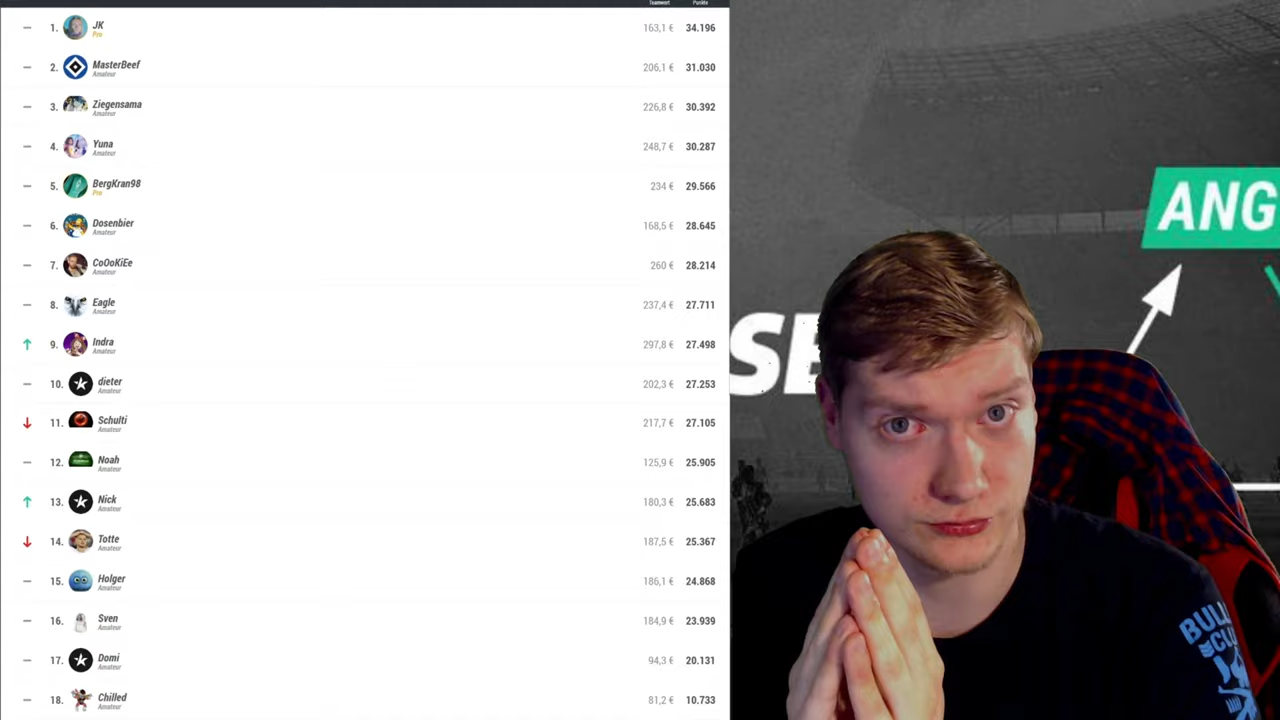 Teamwert Punkte
1. JK 163,1 € 34.196
Pro
2. MasterBeef 206,1 € 31.030
Amateur
3. Ziegensama 226,8 € 30.392
Amateur
4. Yuna 248,7 € 30.287
Amateur
5. BergKran98 234 € 29.566
Pro
6. Dosenbier 168,5 € 28.645
Amateur
7. CoOoKiEe 260 € 28.214
Amateur
8. Eagle 237,4 € 27.711
Amateur
9. Indra 297,8 € 27.498
Amateur
10. dieter 202,3 € 27.253
Amateur
11. Schulti 217,7 € 27.105
Amateur
12. Noah 125,9 € 25.905
Amateur
13. Nick 180,3 € 25.683
Amateur
14. Totte 187,5 € 25.367
Amateur
15. Holger 186,1 € 24.868
Amateur
16. Sven 184,9 € 23.939
Amateur
17. Domi 94,3 € 20.131
Amateur
18. Chilled 81,2 € 10.733
Amateur
ANG
SE